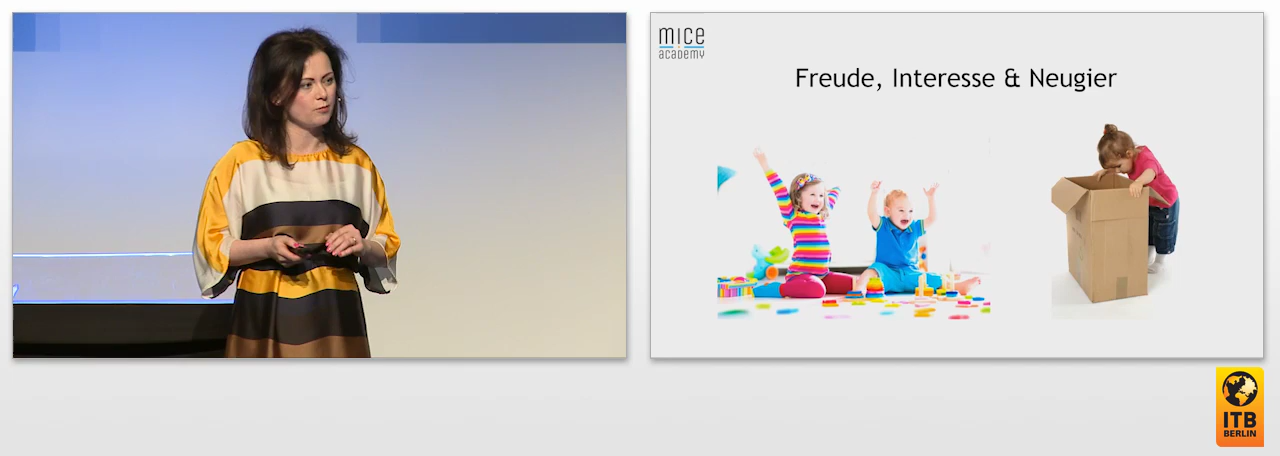 mice
academy
Freude, Interesse & Neugier
ITB
BERLIN